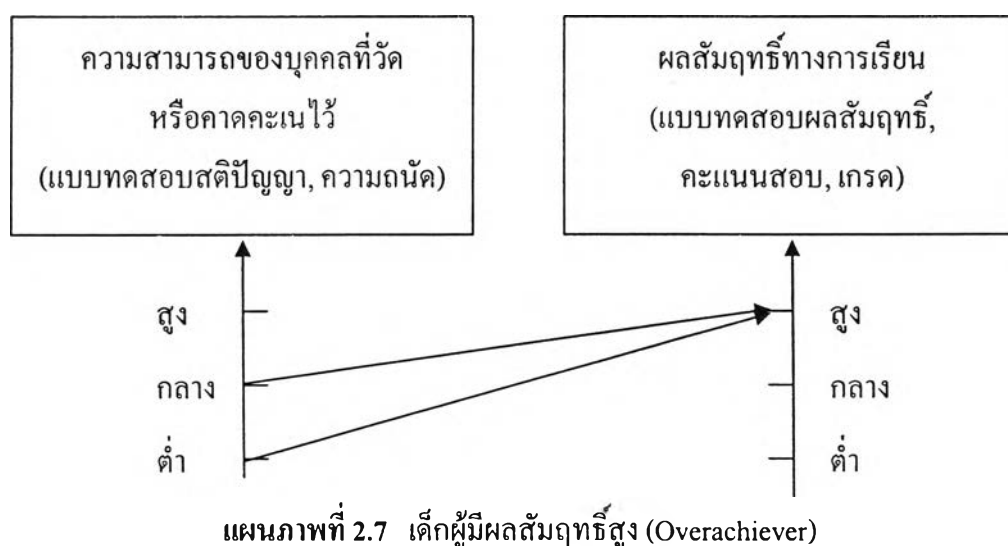 ความสามารถของบุคคลที่วัด
หรือคาดคะเนไว้
(แบบทดสอบสติปัญญา, ความถนัด)
ผลสัมฤทธิ์ทางการเรียน
(แบบทดสอบผลสัมฤทธิ์,
คะแนนสอบ, เกรด)
สูง
กลาง
ต่ำ
สูง
กลาง
ต่ำ
แผนภาพที่ 2.7 เด็กผู้มีผลสัมฤทธิ์สูง (Overachiever)